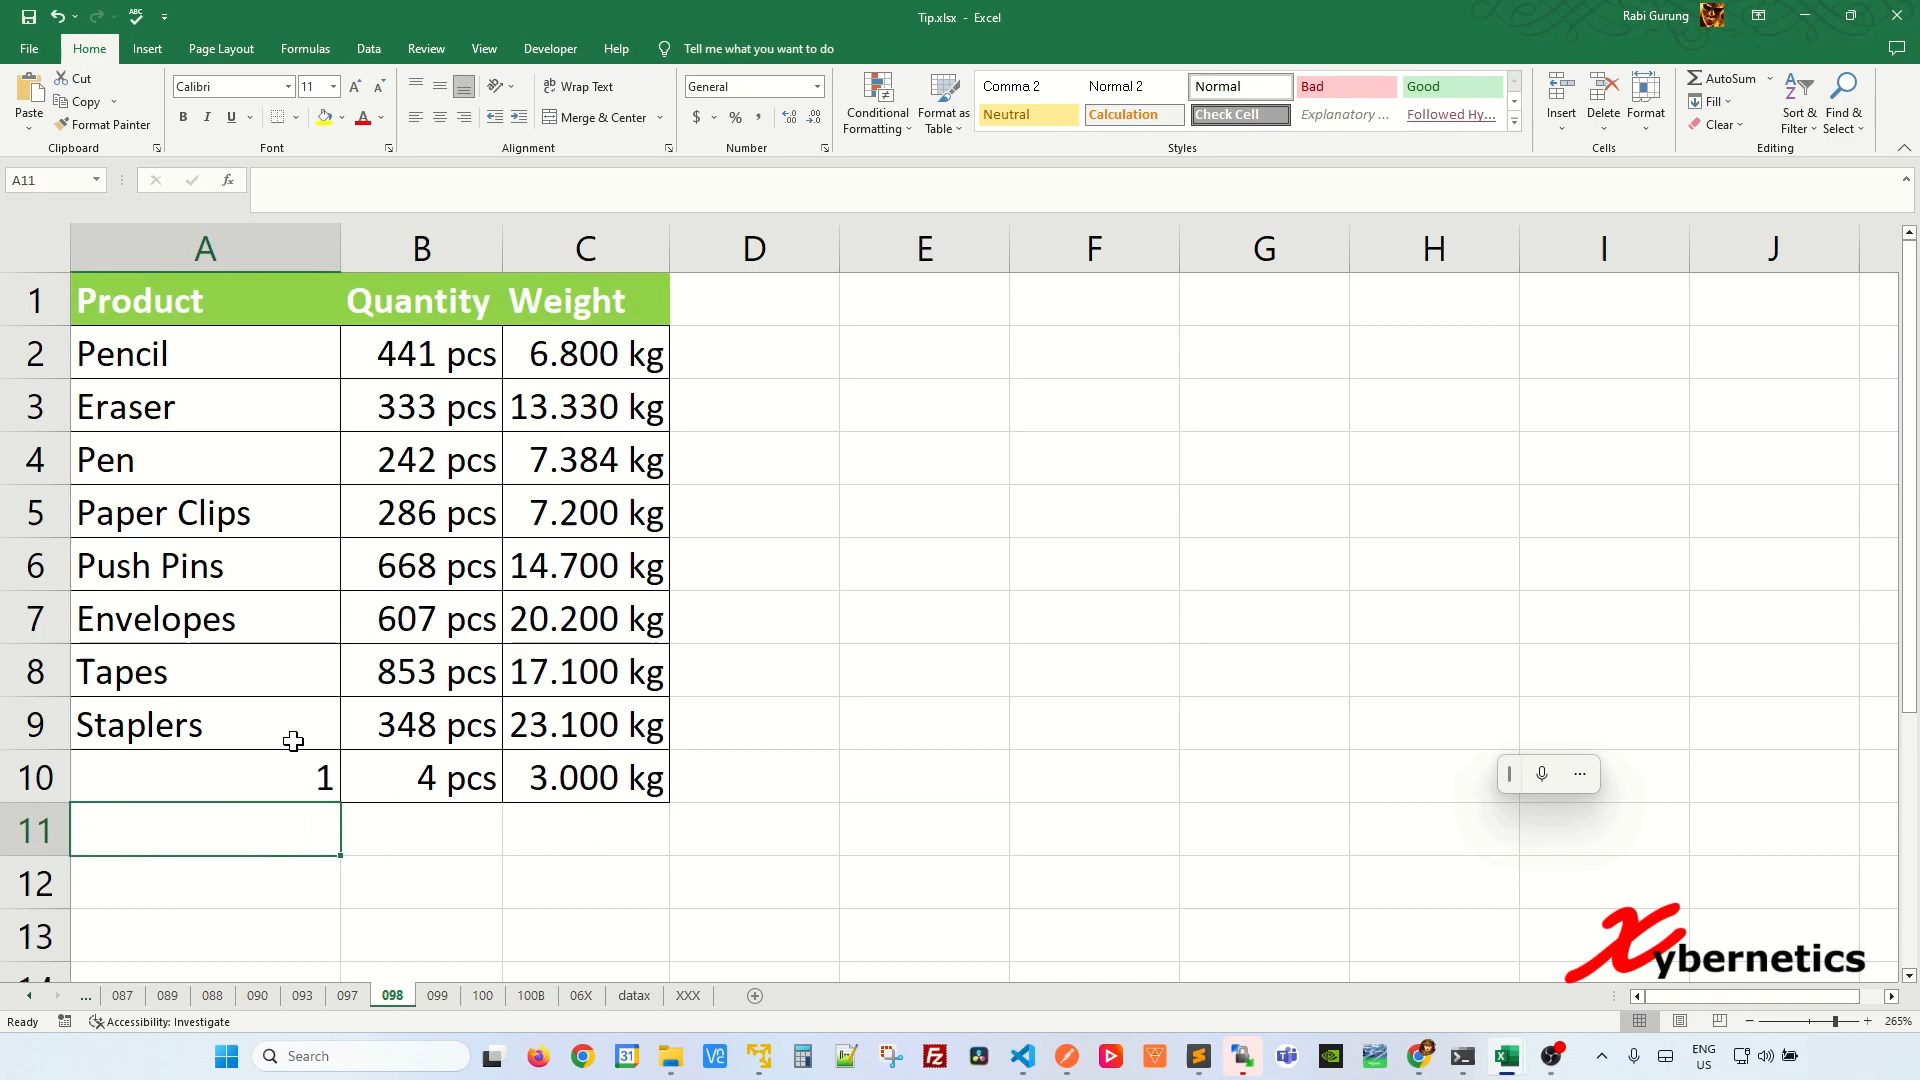 Tip.xlsx - Excel
Rabi Gurung
File Home Insert Page Layout Formulas Data Review View Developer Help Tell me what you want to do
Paste
Cut
Copy
Format Painter
Clipboard
Calibri 11
B I U
Font
Wrap Text
Merge & Center
Alignment
General
$ % ,
Number
Conditional Formatting
Format as Table
Comma 2 Normal 2 Normal Bad Good
Neutral Calculation Check Cell Explanatory ... Followed Hy...
Styles
Insert Delete Format
Cells
AutoSum
Fill
Clear
Sort & Filter
Find & Select
Editing
A11
fx
A B C D E F G H I J
1 Product Quantity Weight
2 Pencil 441 pcs 6.800 kg
3 Eraser 333 pcs 13.330 kg
4 Pen 242 pcs 7.384 kg
5 Paper Clips 286 pcs 7.200 kg
6 Push Pins 668 pcs 14.700 kg
7 Envelopes 607 pcs 20.200 kg
8 Tapes 853 pcs 17.100 kg
9 Staplers 348 pcs 23.100 kg
10 1 4 pcs 3.000 kg
11
12
13
Xybernetics
... 087 089 088 090 093 097 098 099 100 100B 06X datax XXX
Ready Accessibility: Investigate 265%
Search
ENG
US